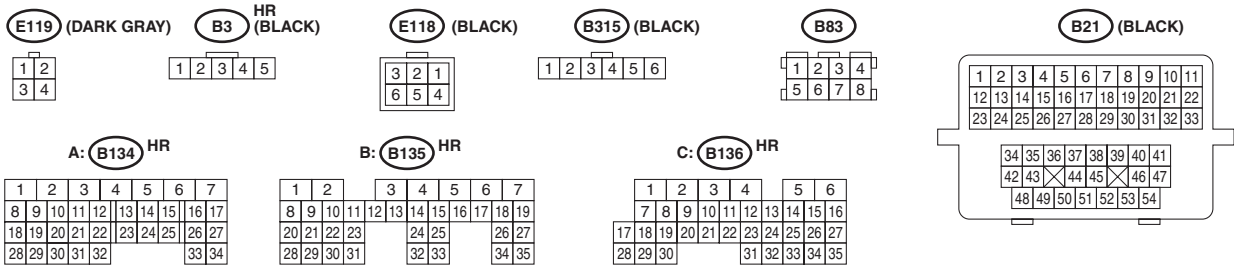 E119 (DARK GRAY)
B3 HR (BLACK)
E118 (BLACK)
B315 (BLACK)
B83
B21 (BLACK)
1 2
3 4
1 2 3 4 5
3 2 1
6 5 4
1 2 3 4 5 6
1 2 3 4
5 6 7 8
1 2 3 4 5 6 7 8 9 10 11
12 13 14 15 16 17 18 19 20 21 22
23 24 25 26 27 28 29 30 31 32 33
34 35 36 37 38 39 40 41
42 43 44 45 46 47
48 49 50 51 52 53 54
A: B134 HR
1 2 3 4 5 6 7
8 9 10 11 12 13 14 15 16 17
18 19 20 21 22 23 24 25 26 27
28 29 30 31 32 33 34
B: B135 HR
1 2 3 4 5 6 7
8 9 10 11 12 13 14 15 16 17 18 19
20 21 22 23 24 25 26 27
28 29 30 31 32 33 34 35
C: B136 HR
1 2 3 4 5 6
7 8 9 10 11 12 13 14 15 16
17 18 19 20 21 22 23 24 25 26 27
28 29 30 31 32 33 34 35